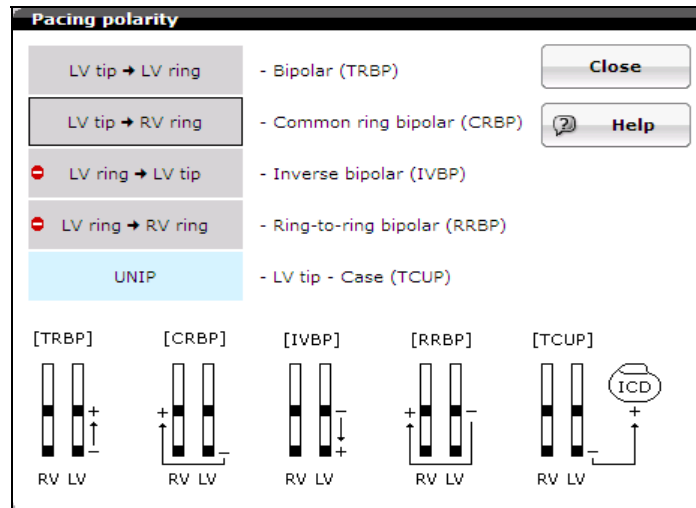 Pacing polarity
LV tip → LV ring - Bipolar (TRBP) Close
LV tip → RV ring - Common ring bipolar (CRBP) Help
LV ring → LV tip - Inverse bipolar (IVBP)
LV ring → RV ring - Ring-to-ring bipolar (RRBP)
UNIP - LV tip - Case (TCUP)
[TRBP] [CRBP] [IVBP] [RRBP] [TCUP]
ICD
+ + - + - +
- - + -
RV LV RV LV RV LV RV LV RV LV